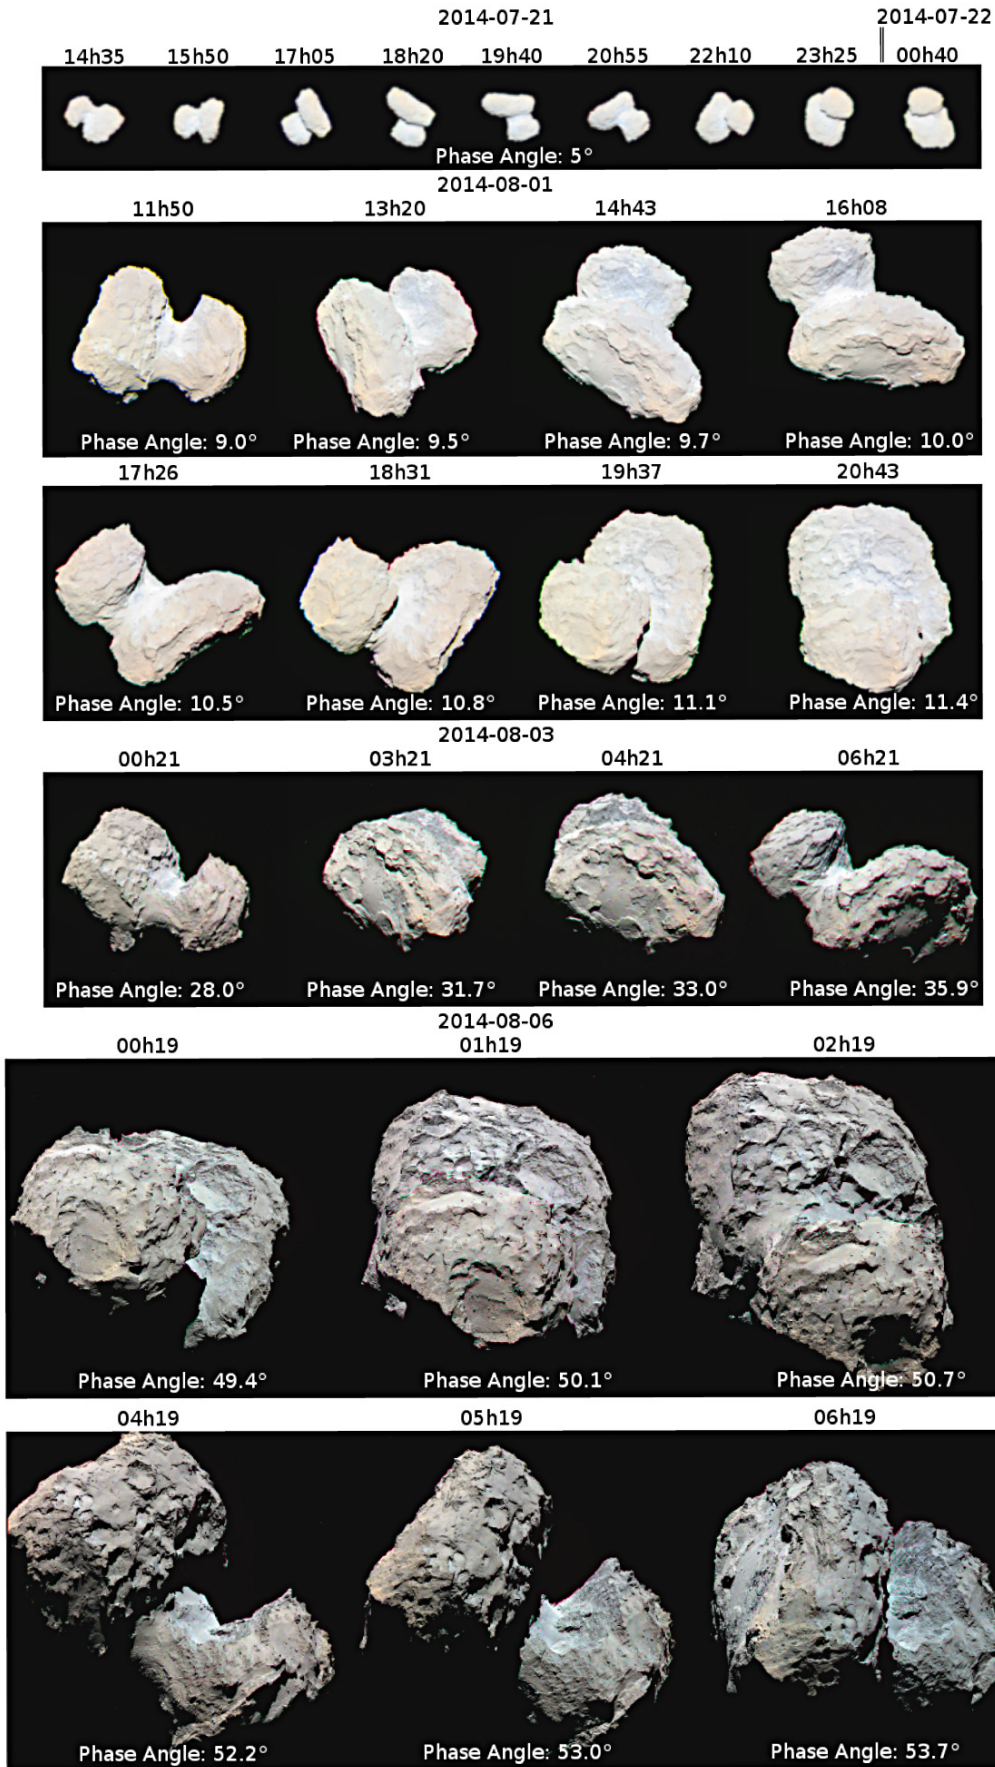 2014-07-21 2014-07-22
14h35 15h50 17h05 18h20 19h40 20h55 22h10 23h25 00h40
Phase Angle: 5°
2014-08-01
11h50 13h20 14h43 16h08
Phase Angle: 9.0° Phase Angle: 9.5° Phase Angle: 9.7° Phase Angle: 10.0°
17h26 18h31 19h37 20h43
Phase Angle: 10.5° Phase Angle: 10.8° Phase Angle: 11.1° Phase Angle: 11.4°
2014-08-03
00h21 03h21 04h21 06h21
Phase Angle: 28.0° Phase Angle: 31.7° Phase Angle: 33.0° Phase Angle: 35.9°
2014-08-06
00h19 01h19 02h19
Phase Angle: 49.4° Phase Angle: 50.1° Phase Angle: 50.7°
04h19 05h19 06h19
Phase Angle: 52.2° Phase Angle: 53.0° Phase Angle: 53.7°